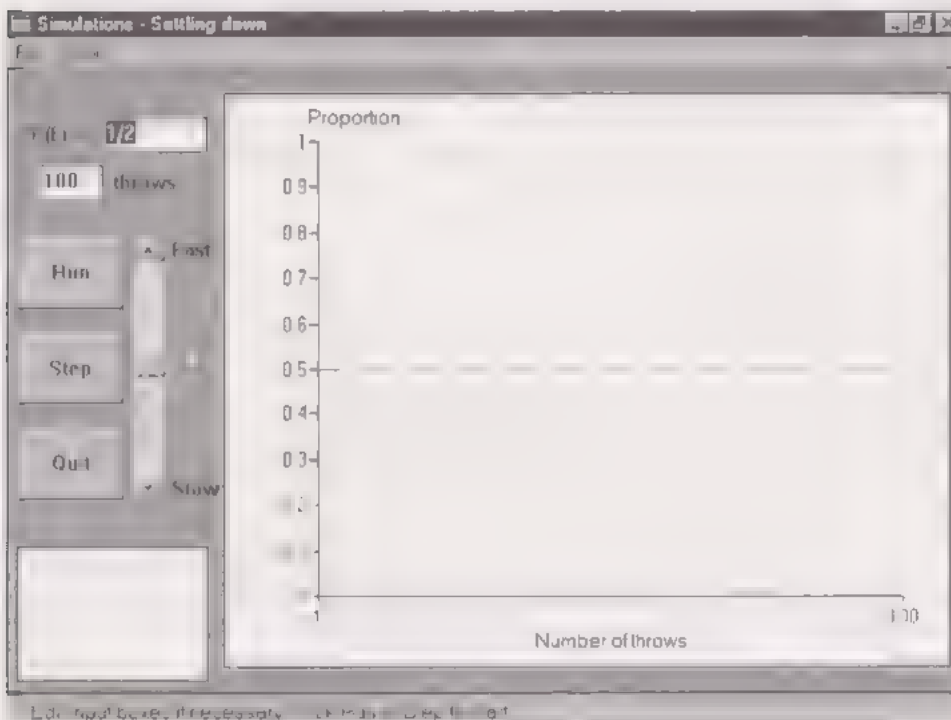 Simulations - Settling down
1/2
100 throws
Fast
Run
Step
Quit
Slow
Proportion
1
0.9
0.8
0.7
0.6
0.5
0.4
0.3
1
100
Number of throws